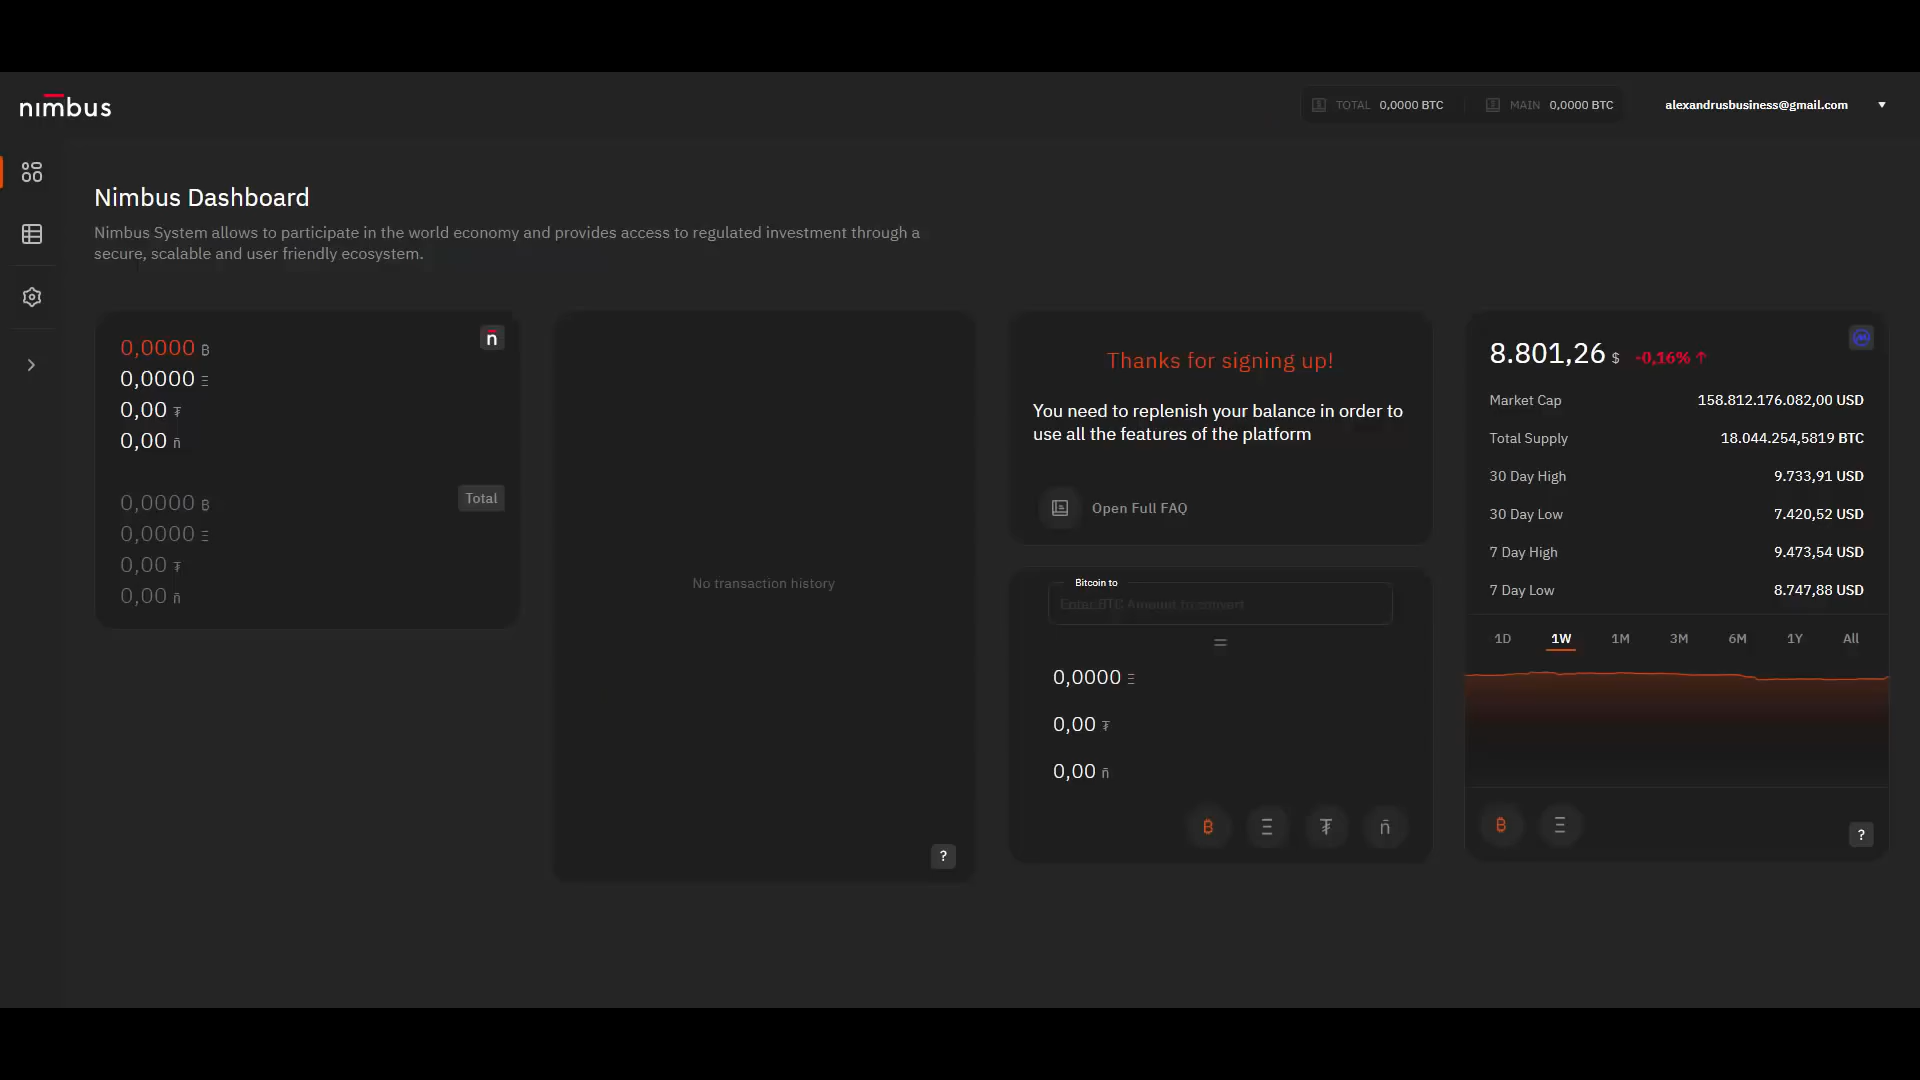 nimbus
TOTAL 0,0000 BTC
MAIN 0,0000 BTC
alexandrusbusiness@gmail.com
Nimbus Dashboard
Nimbus System allows to participate in the world economy and provides access to regulated investment through a
secure, scalable and user friendly ecosystem.
0,0000 B
0,0000 Ξ
0,00 ₮
0,00 ñ
n̄
0,0000 B
0,0000 Ξ
0,00 ₮
0,00 ñ
Total
No transaction history
?
Thanks for signing up!
You need to replenish your balance in order to
use all the features of the platform
Open Full FAQ
Bitcoin to
Enter BTC Amount to convert
=
0,0000 Ξ
0,00 ₮
0,00 ñ
B Ξ ₮ n̄
8.801,26 $ -0,16% ↑
Market Cap 158.812.176.082,00 USD
Total Supply 18.044.254,5819 BTC
30 Day High 9.733,91 USD
30 Day Low 7.420,52 USD
7 Day High 9.473,54 USD
7 Day Low 8.747,88 USD
1D 1W 1M 3M 6M 1Y All
B Ξ
?